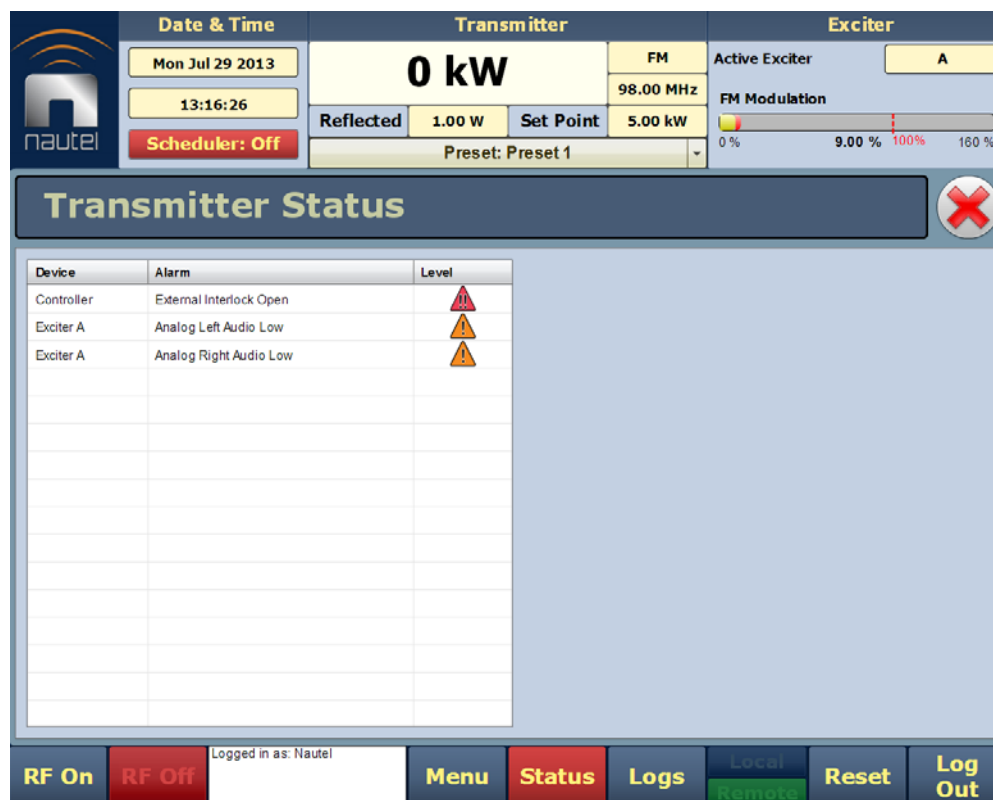 Date & Time
Transmitter
Exciter
Mon Jul 29 2013
13:16:26
Scheduler: Off
0 kW
FM
98.00 MHz
Reflected
1.00 W
Set Point
5.00 kW
Preset: Preset 1
Active Exciter
A
FM Modulation
0 %
9.00 %
100%
160 %
nautel
Transmitter Status
Device Alarm Level
Controller External Interlock Open !!
Exciter A Analog Left Audio Low !
Exciter A Analog Right Audio Low !
RF On
RF Off
Logged in as: Nautel
Menu
Status
Logs
Local
Remote
Reset
Log
Out